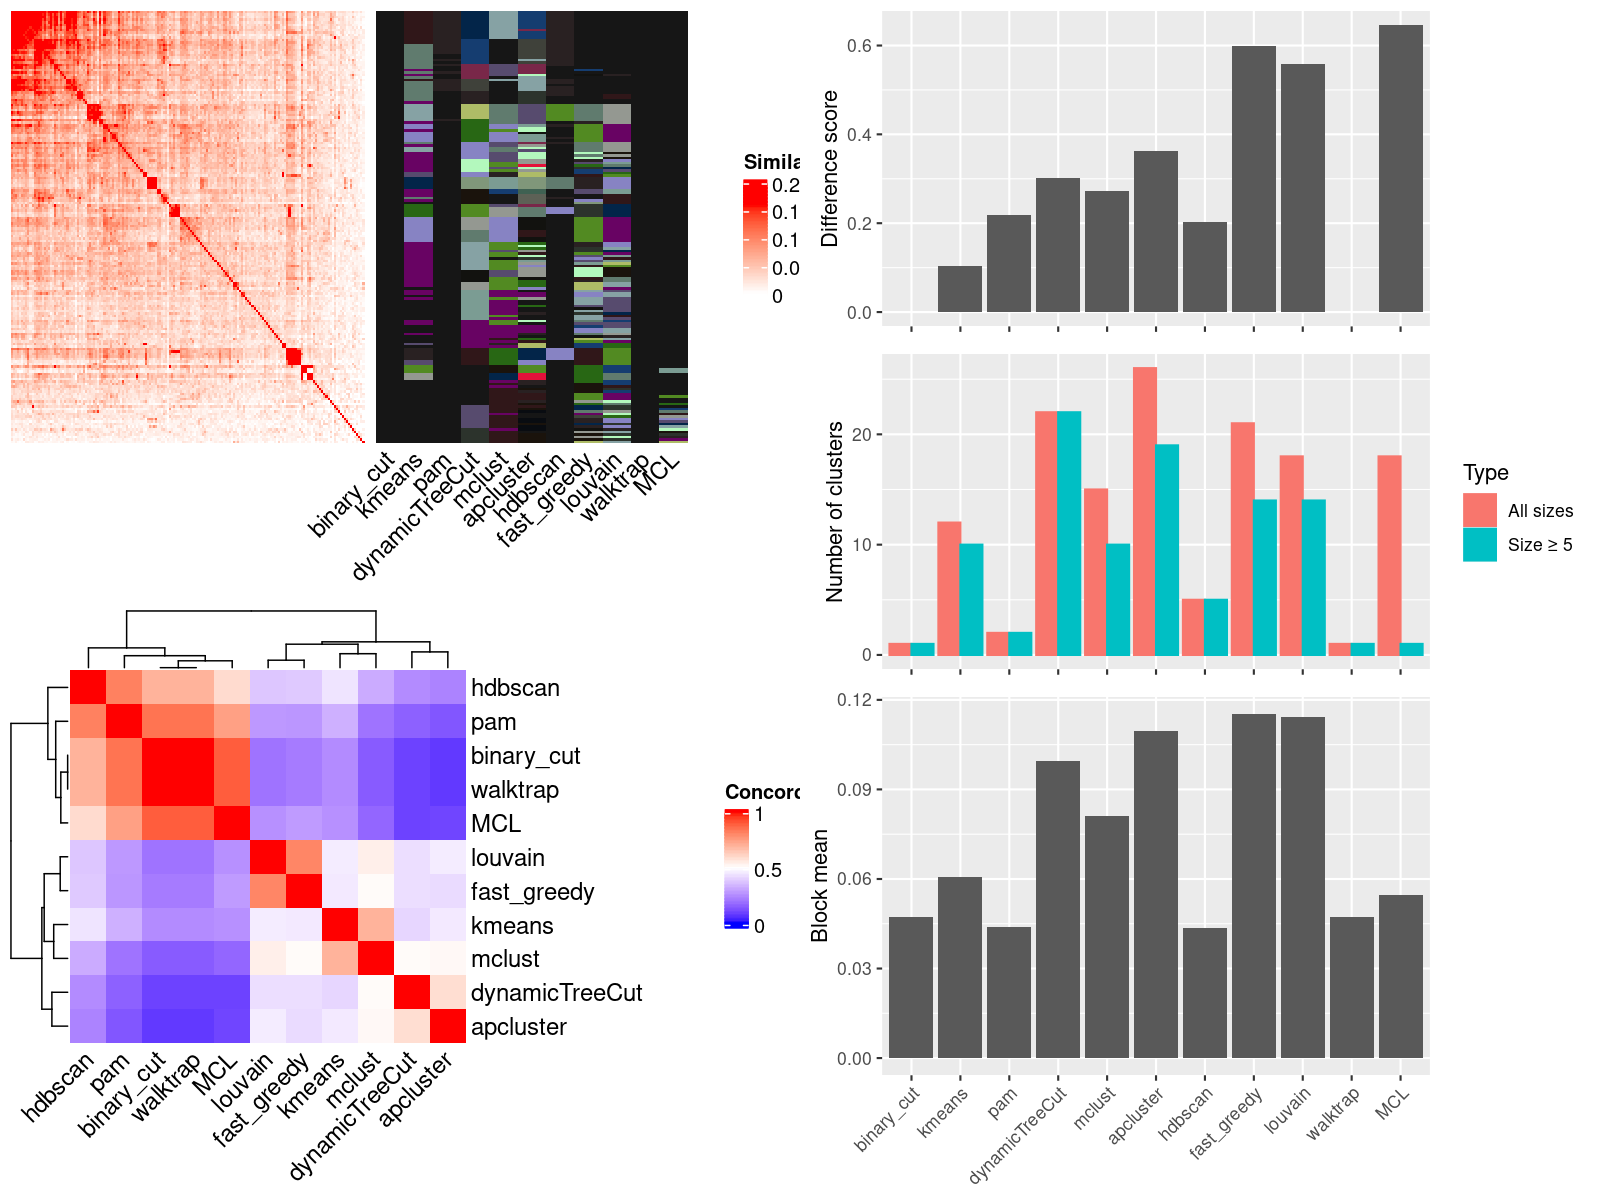 Simila
0.2
0.1
0.1
0.0
0
binary_cut
kmeans
pam
dynamicTreeCut
mclust
apcluster
hdbscan
fast_greedy
louvain
walktrap
MCL
hdbscan
pam
binary_cut
walktrap
MCL
louvain
fast_greedy
kmeans
mclust
dynamicTreeCut
apcluster
hdbscan
pam
binary_cut
walktrap
MCL
louvain
fast_greedy
kmeans
mclust
dynamicTreeCut
apcluster
Concord
1
0.5
0
Difference score
0.6
0.4
0.2
0.0
Number of clusters
20
10
0
Type
All sizes
Size ≥ 5
Block mean
0.12
0.09
0.06
0.03
0.00
binary_cut
kmeans
pam
dynamicTreeCut
mclust
apcluster
hdbscan
fast_greedy
louvain
walktrap
MCL